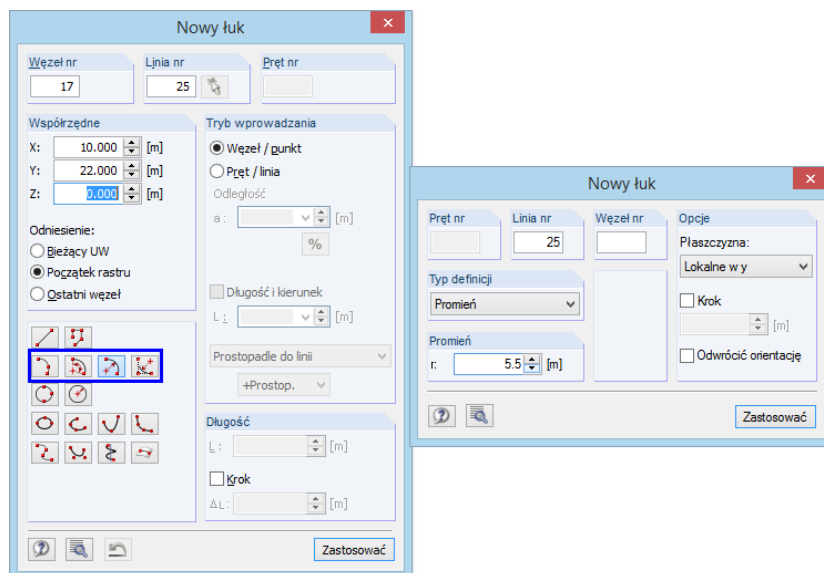 Nowy łuk
Węzeł nr
Linia nr
Pręt nr
17
25
Współrzędne
X: 10.000 [m]
Y: 22.000 [m]
Z: 0.000 [m]
Odniesienie:
Bieżący UW
Początek rastru
Ostatni węzeł
Tryb wprowadzania
Węzeł / punkt
Pręt / linia
Odległość
a : [m]
%
Długość i kierunek
L : [m]
Prostopadle do linii
+Prostop.
Długość
L : [m]
Krok
ΔL: [m]
Zastosować
Nowy łuk
Pręt nr
Linia nr
Węzeł nr
25
Typ definicji
Promień
Promień
r: 5.5 [m]
Opcje
Płaszczyzna:
Lokalne w y
Krok
[m]
Odwrócić orientację
Zastosować